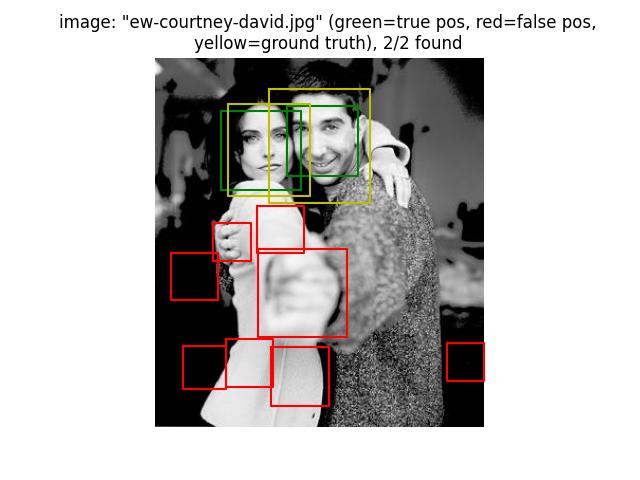 image: "ew-courtney-david.jpg" (green=true pos, red=false pos,
yellow=ground truth), 2/2 found